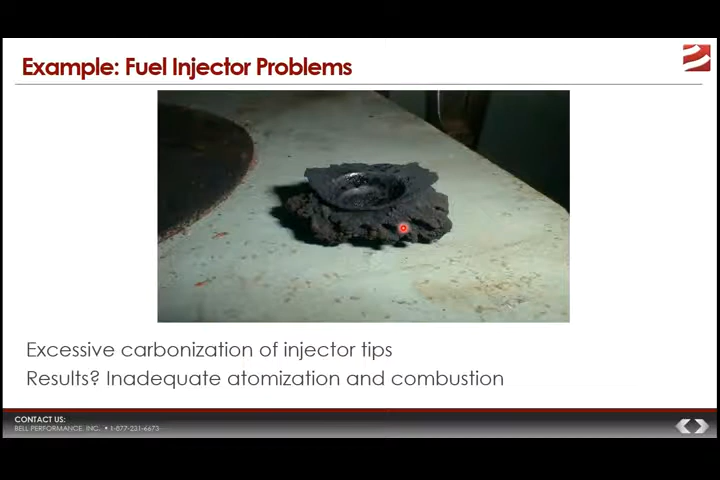 Example: Fuel Injector Problems
Excessive carbonization of injector tips
Results? Inadequate atomization and combustion
CONTACT US:
BELL PERFORMANCE, INC. • 1-877-231-6673